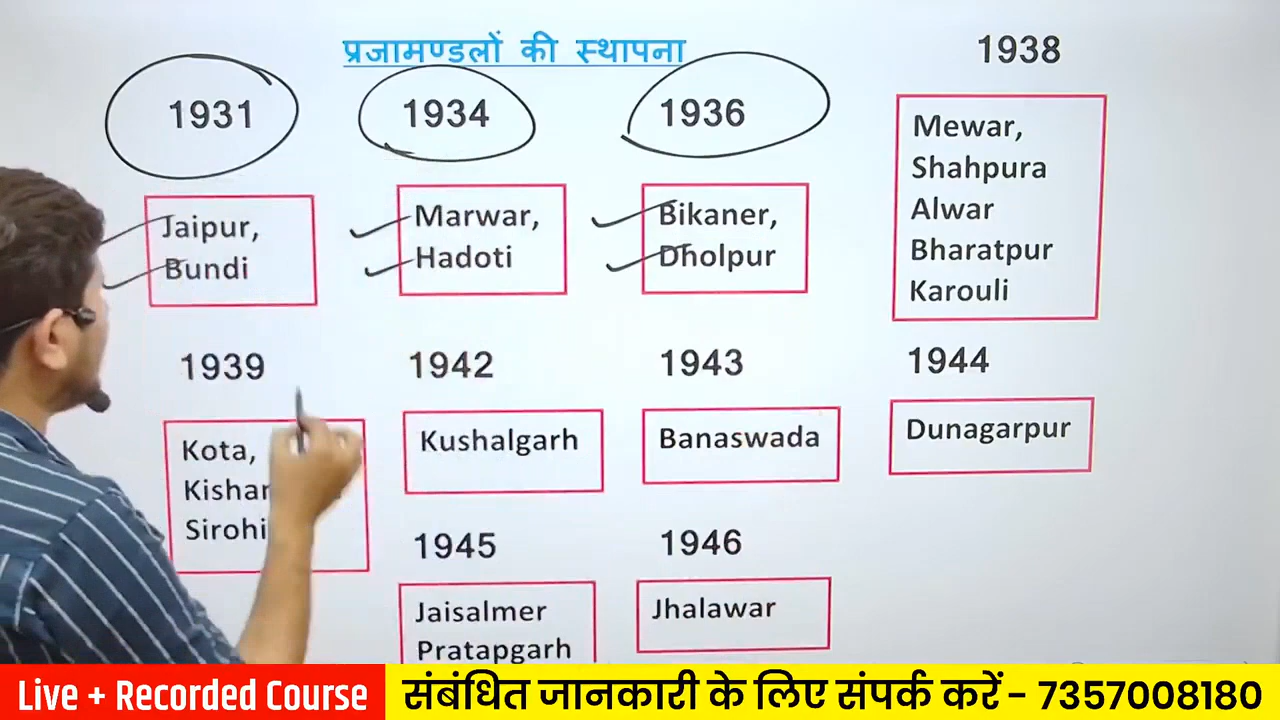 प्रजामण्डलों की स्थापना
1931
1934
1936
1938
Jaipur,
Bundi
Marwar,
Hadoti
Bikaner,
Dholpur
Mewar,
Shahpura
Alwar
Bharatpur
Karouli
1939
1942
1943
1944
Kota,
Sirohi
Kushalgarh
Banaswada
Dunagarpur
1945
1946
Jaisalmer
Pratapgarh
Jhalawar
Live + Recorded Course
संबंधित जानकारी के लिए संपर्क करें - 7357008180